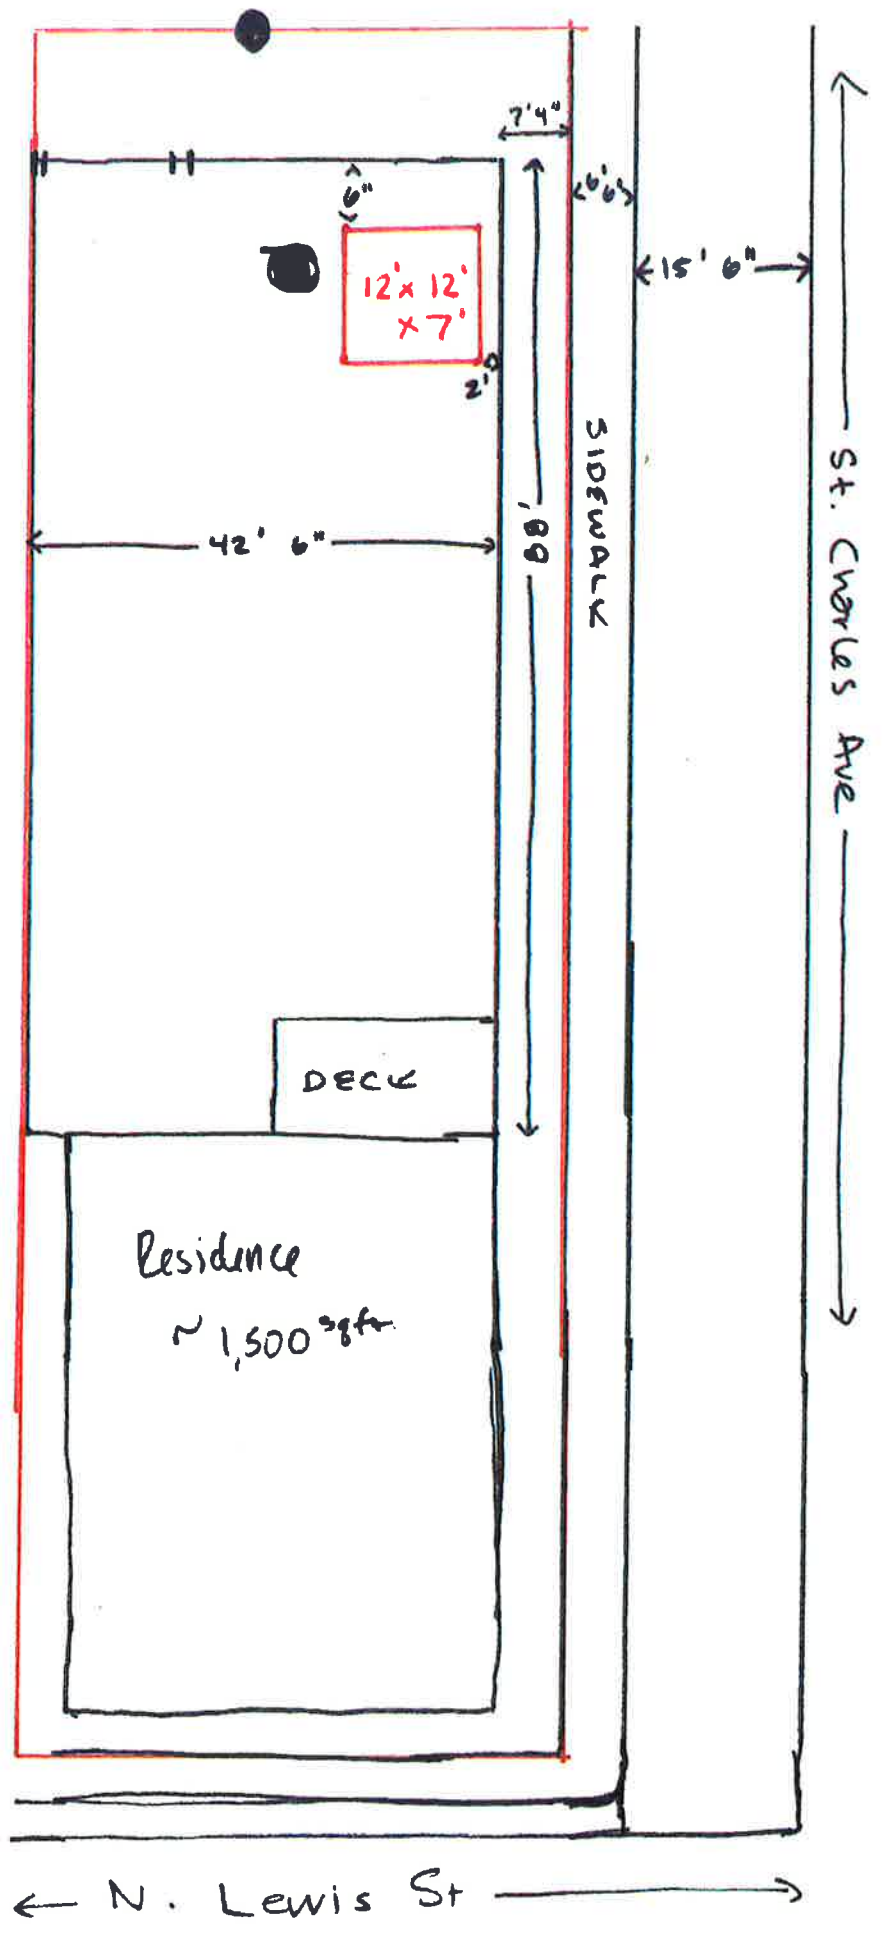 7'4"
6"
6'6"
15' 6"
12' x 12'
x 7'
2'
SIDEWALK
St. Charles Ave
42' 6"
88'
DECK
Residence
~ 1,500 sqft.
N. Lewis St